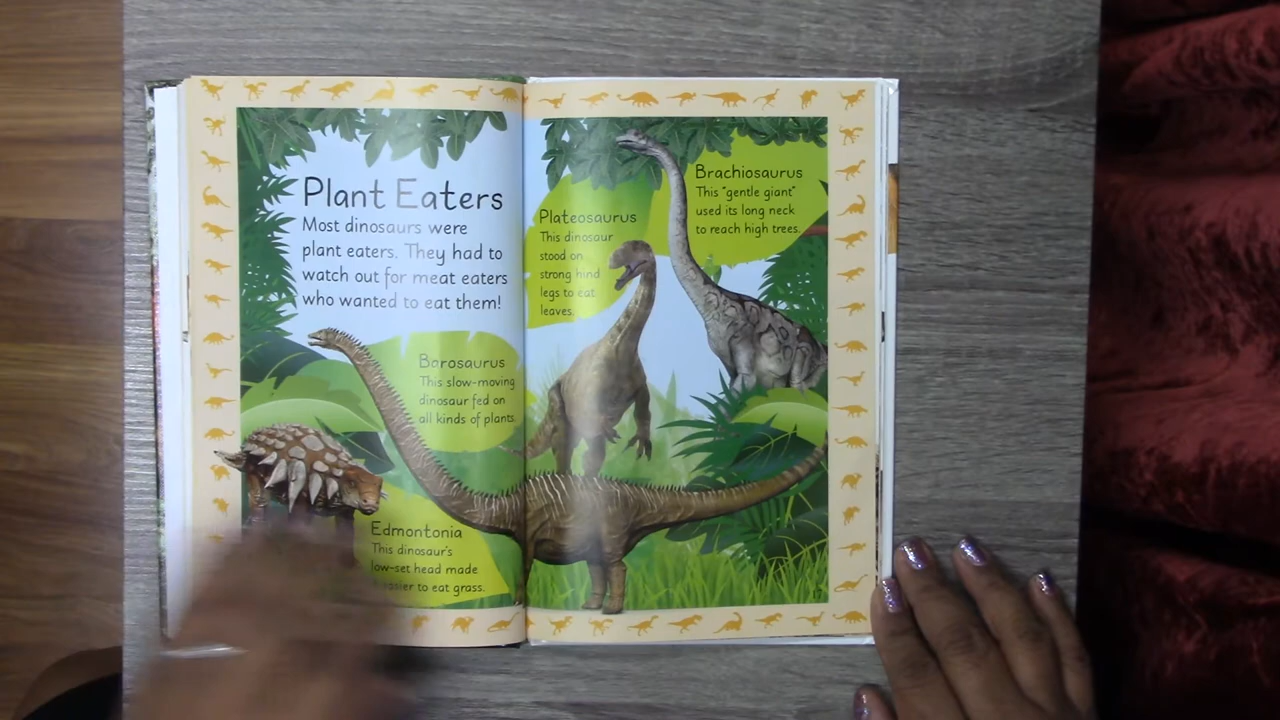 Plant Eaters
Most dinosaurs were
plant eaters. They had to
watch out for meat eaters
who wanted to eat them!
Barosaurus
This slow-moving
dinosaur fed on
all kinds of plants.
Edmontonia
This dinosaur's
low-set head made
easier to eat grass.
Plateosaurus
This dinosaur
stood on
strong hind
legs to eat
leaves.
Brachiosaurus
This "gentle giant"
used its long neck
to reach high trees.